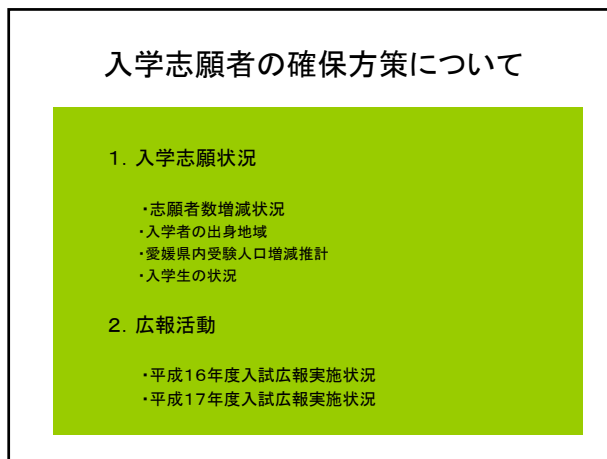 入学志願者の確保方策について
１．入学志願状況
・志願者数増減状況
・入学者の出身地域
・愛媛県内受験人口増減推計
・入学生の状況
２．広報活動
・平成１６年度入試広報実施状況
・平成１７年度入試広報実施状況